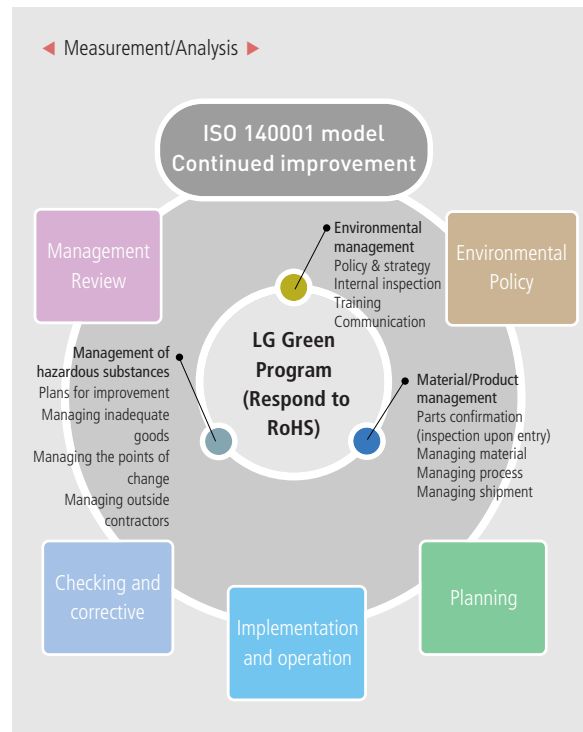 ◄ Measurement/Analysis ►
ISO 140001 model
Continued improvement
Management
Review
Environmental
management
Policy & strategy
Internal inspection
Training
Communication
Environmental
Policy
LG Green
Program
(Respond to
RoHS)
Management of
hazardous substances
Plans for improvement
Managing inadequate
goods
Managing the points of
change
Managing outside
contractors
Material/Product
management
Parts confirmation
(inspection upon entry)
Managing material
Managing process
Managing shipment
Checking and
corrective
Implementation
and operation
Planning